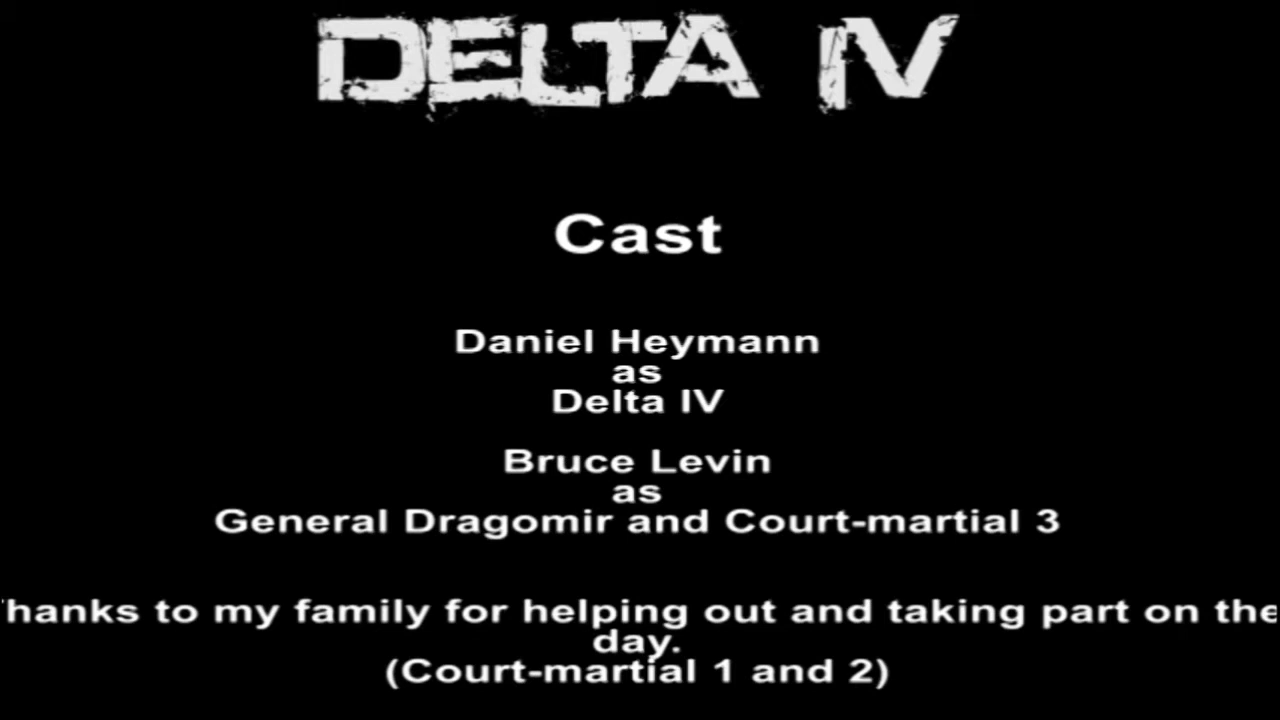 DELTA IV
Cast
Daniel Heymann
as
Delta IV
Bruce Levin
as
General Dragomir and Court-martial 3
Thanks to my family for helping out and taking part on the
day.
(Court-martial 1 and 2)